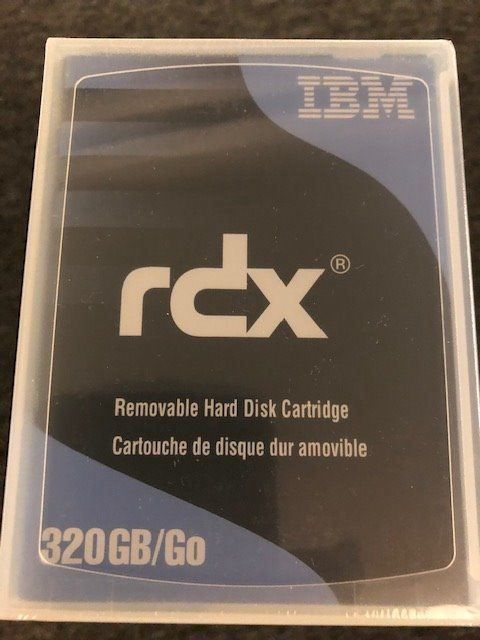 IBM
rdx®
Removable Hard Disk Cartridge
Cartouche de disque dur amovible
320GB/Go